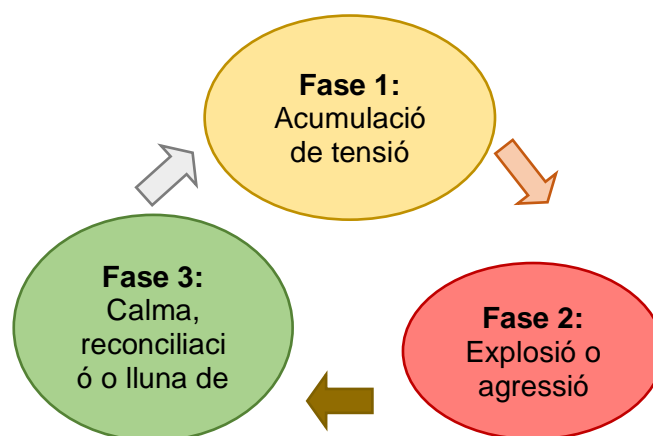 Fase 1:
Acumulació
de tensió
Fase 2:
Explosió o
agressió
Fase 3:
Calma,
reconciliaci
ó o lluna de